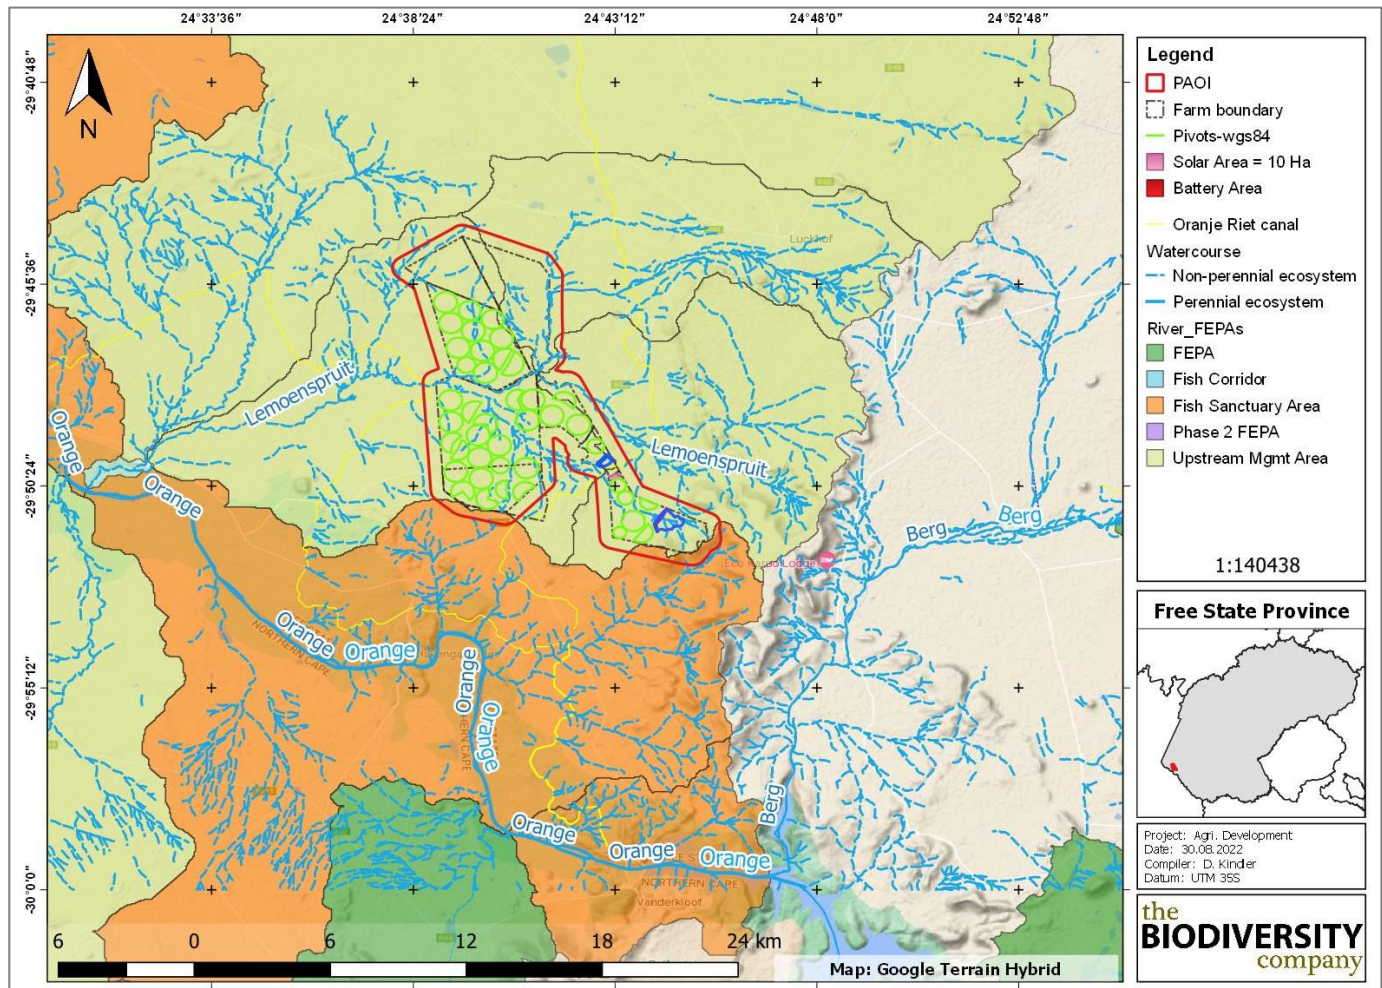 24°33'36"
24°38'24"
24°43'12"
24°48'0"
24°52'48"
-29°40'48"
-29°45'36"
-29°50'24"
-29°55'12"
-30°0'0"
N
Luckhof
Lemoenspruit
Lemoenspruit
Orange
Orange
Berg
Berg
Eco Karoo Lodge
Orange
Orange
NORTHERN CAPE
Orange
Orange
Berg
Orange
Orange
Orange
NORTHERN CAPE
Vanderkloof
6
0
6
12
18
24 km
Map: Google Terrain Hybrid
Legend
PAOI
Farm boundary
Pivots-wgs84
Solar Area = 10 Ha
Battery Area
Oranje Riet canal
Watercourse
Non-perennial ecosystem
Perennial ecosystem
River_FEPAs
FEPA
Fish Corridor
Fish Sanctuary Area
Phase 2 FEPA
Upstream Mgmt Area
1:140438
Free State Province
Project: Agri. Development
Date: 30.08.2022
Compiler: D. Kindler
Datum: UTM 35S
the
BIODIVERSITY
company